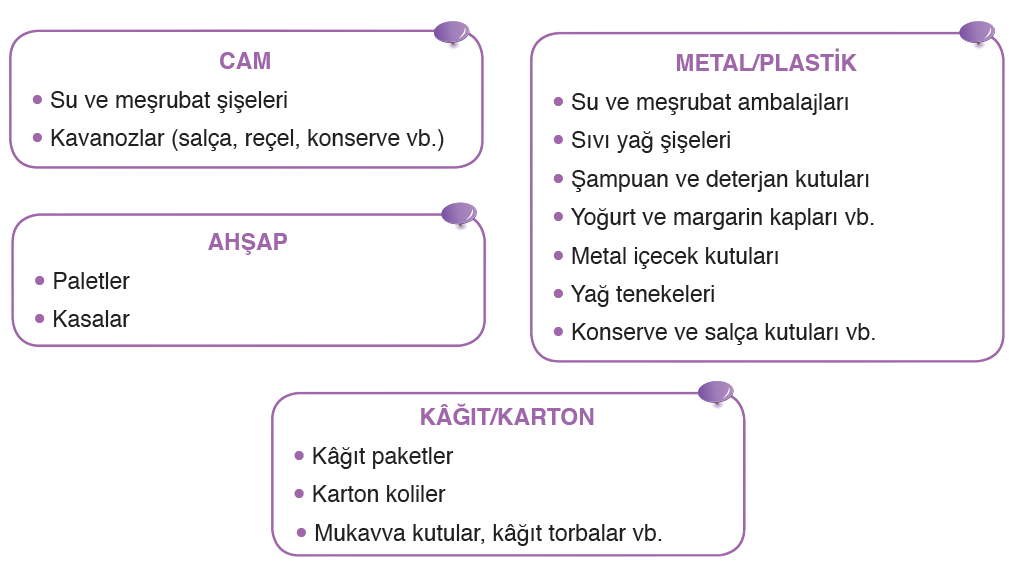 CAM
• Su ve meşrubat şişeleri
• Kavanozlar (salça, reçel, konserve vb.)
AHŞAP
• Paletler
• Kasalar
METAL/PLASTİK
• Su ve meşrubat ambalajları
• Sıvı yağ şişeleri
• Şampuan ve deterjan kutuları
• Yoğurt ve margarin kapları vb.
• Metal içecek kutuları
• Yağ tenekeleri
• Konserve ve salça kutuları vb.
KÂĞIT/KARTON
• Kâğıt paketler
• Karton koliler
• Mukavva kutular, kâğıt torbalar vb.